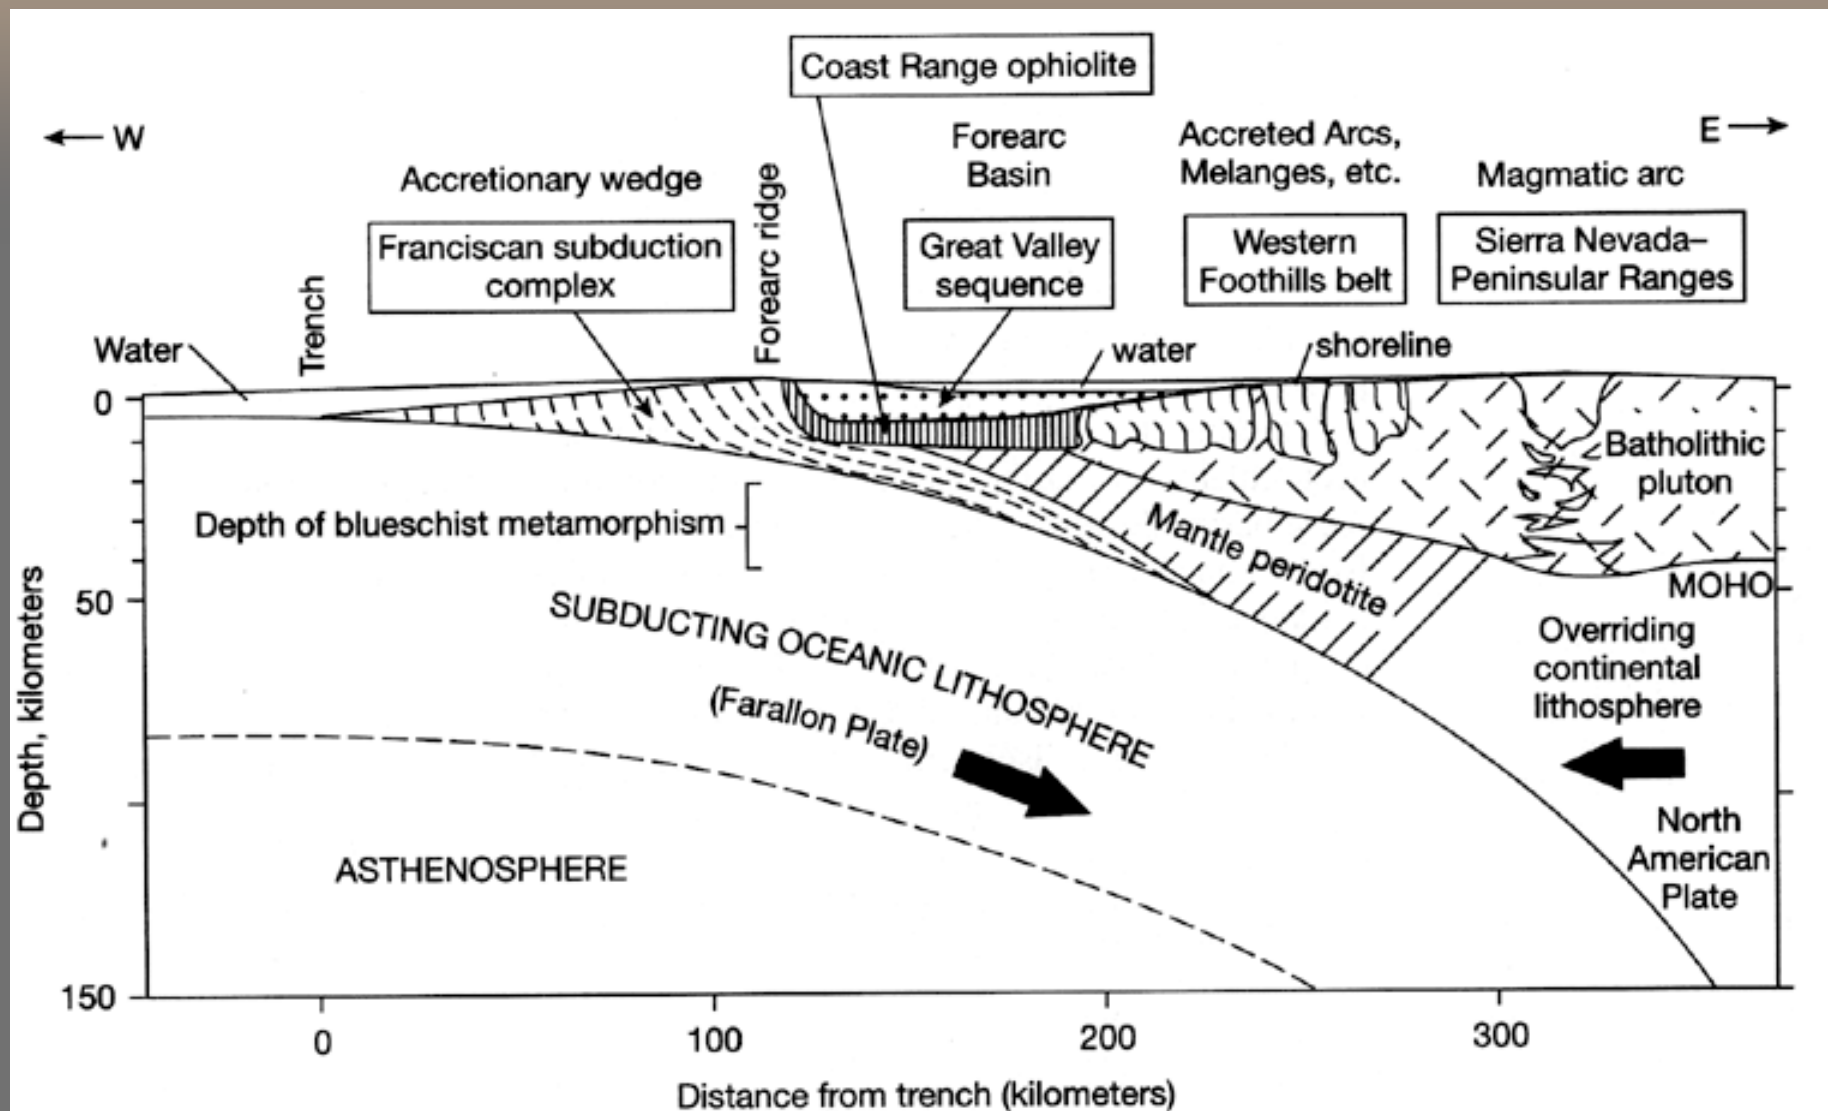 Coast Range ophiolite
W
E
Forearc
Basin
Accreted Arcs,
Melanges, etc.
Accretionary wedge
Magmatic arc
Forearc ridge
Franciscan subduction
complex
Great Valley
sequence
Western
Foothills belt
Sierra Nevada–
Peninsular Ranges
Trench
Water
water
shoreline
0
Batholithic
pluton
Depth of blueschist metamorphism
Mantle peridotite
MOHO
50
SUBDUCTING OCEANIC LITHOSPHERE
(Farallon Plate)
Overriding
continental
lithosphere
Depth, kilometers
North
American
Plate
ASTHENOSPHERE
150
0
100
200
300
Distance from trench (kilometers)